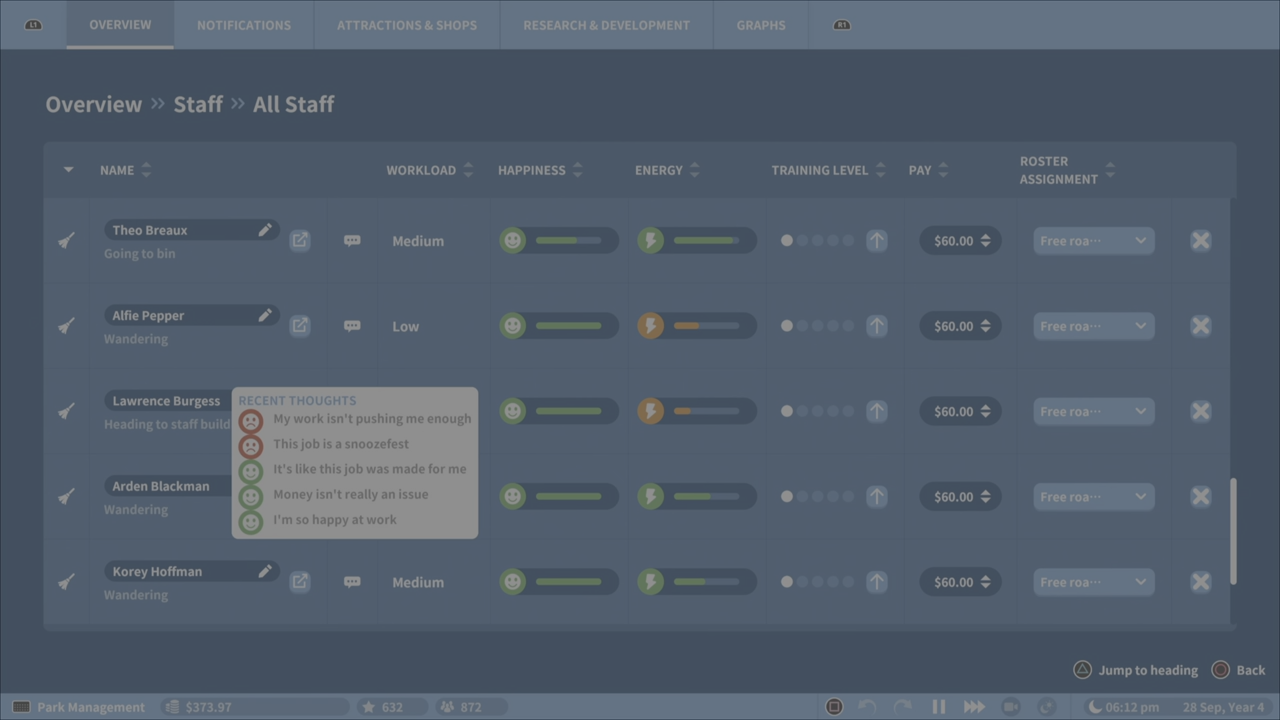 L1 OVERVIEW NOTIFICATIONS ATTRACTIONS & SHOPS RESEARCH & DEVELOPMENT GRAPHS R1
Overview » Staff » All Staff
NAME WORKLOAD HAPPINESS ENERGY TRAINING LEVEL PAY ROSTER ASSIGNMENT
Theo Breaux Medium $60.00 Free roa···
Going to bin
Alfie Pepper Low $60.00 Free roa···
Wandering
Lawrence Burgess $60.00 Free roa···
Heading to staff build
RECENT THOUGHTS
My work isn't pushing me enough
This job is a snoozefest
It's like this job was made for me
Money isn't really an issue
I'm so happy at work
Arden Blackman $60.00 Free roa···
Wandering
Korey Hoffman Medium $60.00 Free roa···
Wandering
Jump to heading Back
Park Management $373.97 632 872 06:12 pm 28 Sep, Year 4